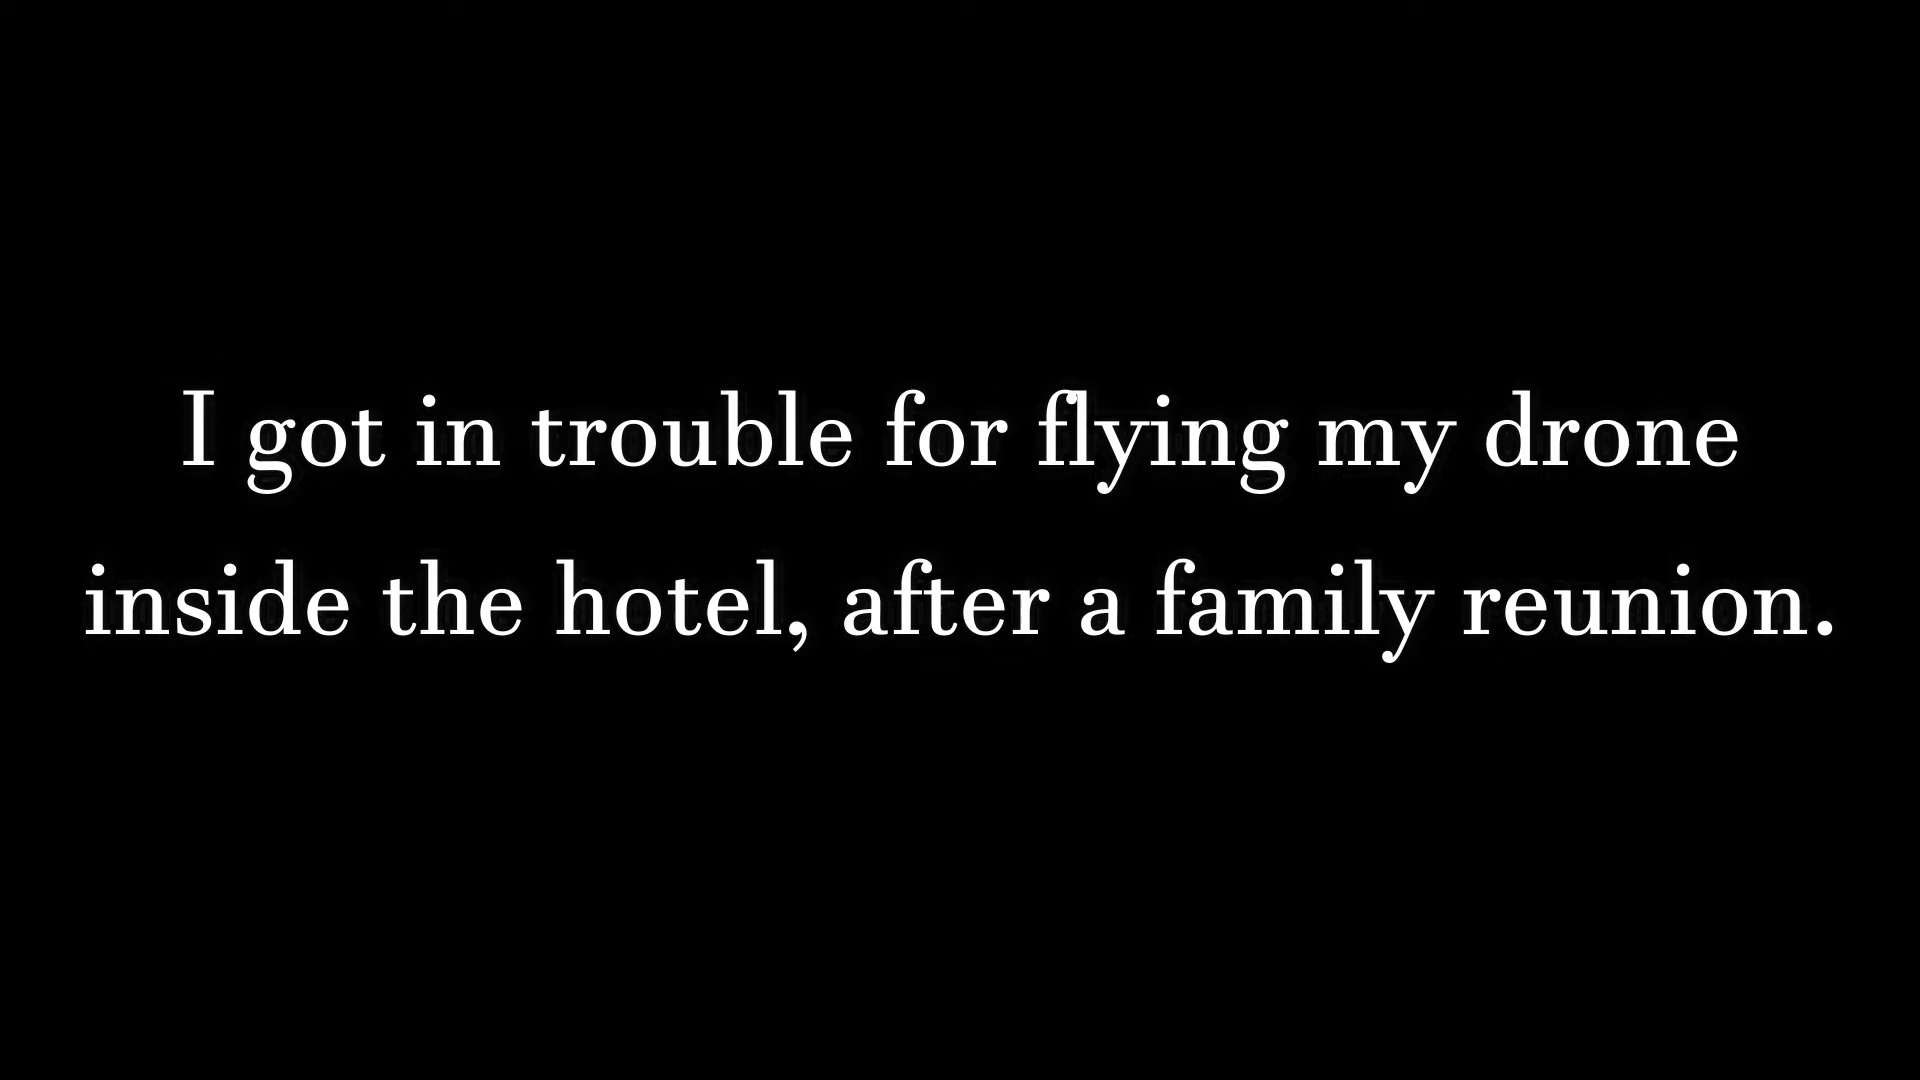 I got in trouble for flying my drone
inside the hotel, after a family reunion.